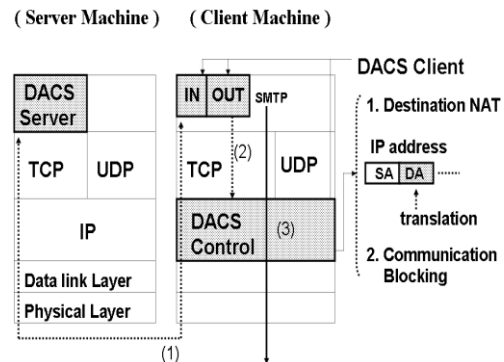 ( Server Machine )
( Client Machine )
DACS
Server
TCP
UDP
IP
Data link Layer
Physical Layer
(1)
IN
OUT
SMTP
(2)
TCP
UDP
DACS
Control
(3)
DACS Client
1. Destination NAT
IP address
SA
DA
translation
2. Communication
Blocking